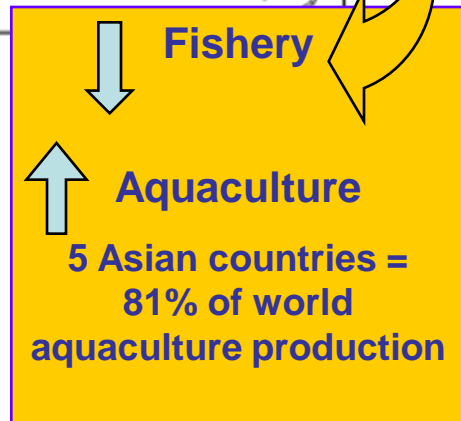 Fishery
Aquaculture
5 Asian countries =
81% of world
aquaculture production